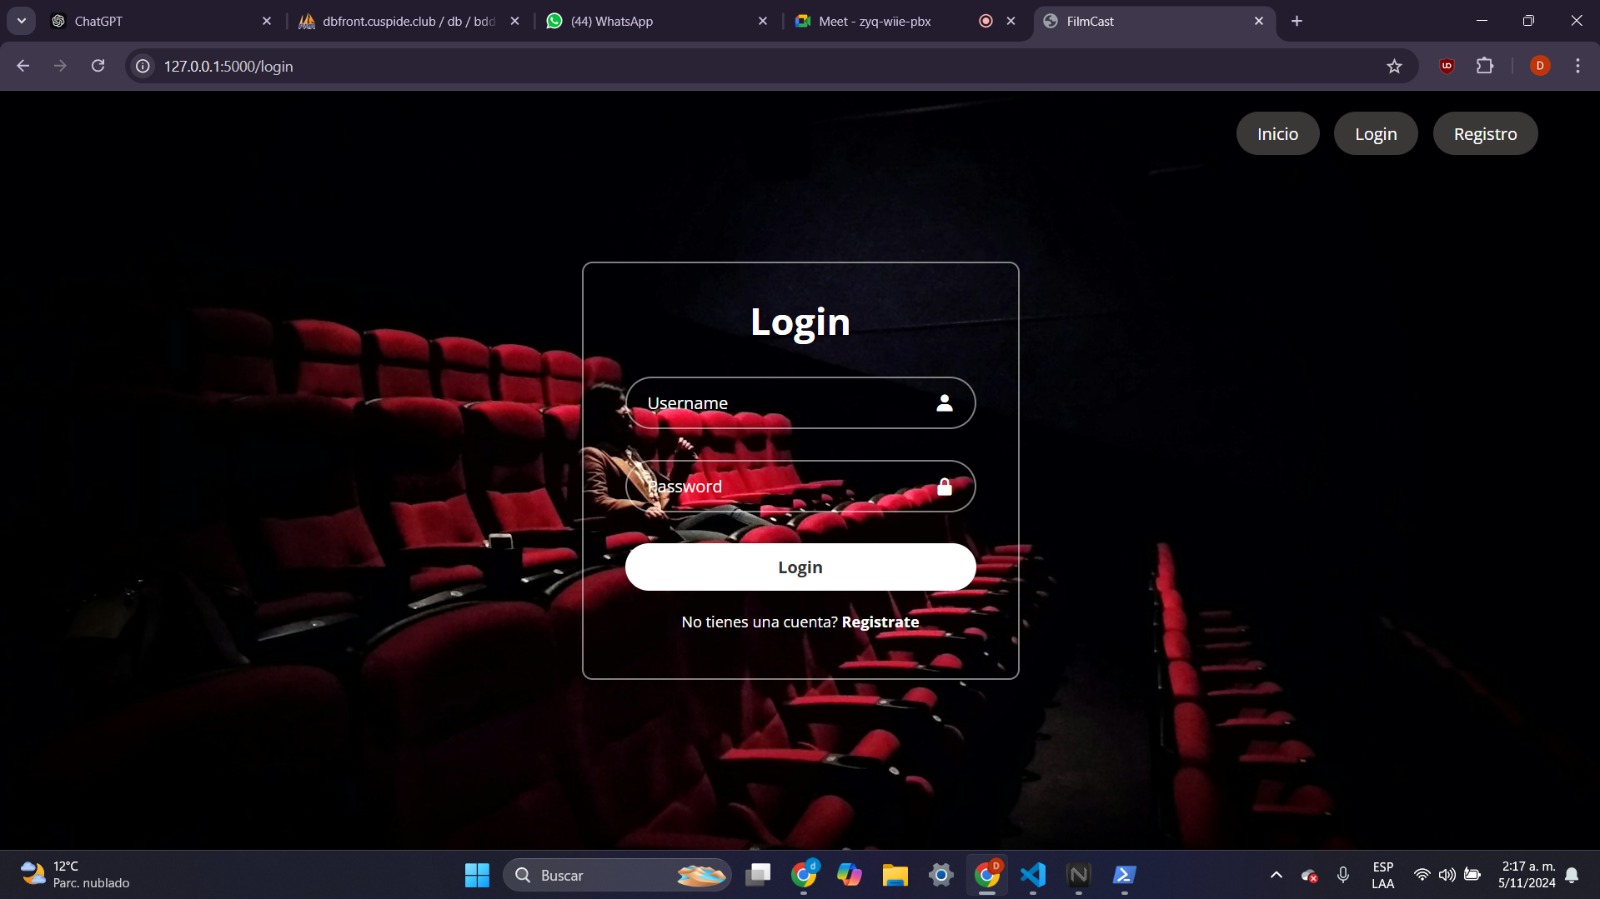 ChatGPT
dbfront.cuspide.club / db / bdd
(44) WhatsApp
Meet - zyq-wiie-pbx
FilmCast
127.0.0.1:5000/login
D
Inicio
Login
Registro
Login
Username
Password
Login
No tienes una cuenta? Registrate
12°C
Parc. nublado
Buscar
d
D
ESP
LAA
2:17 a. m.
5/11/2024